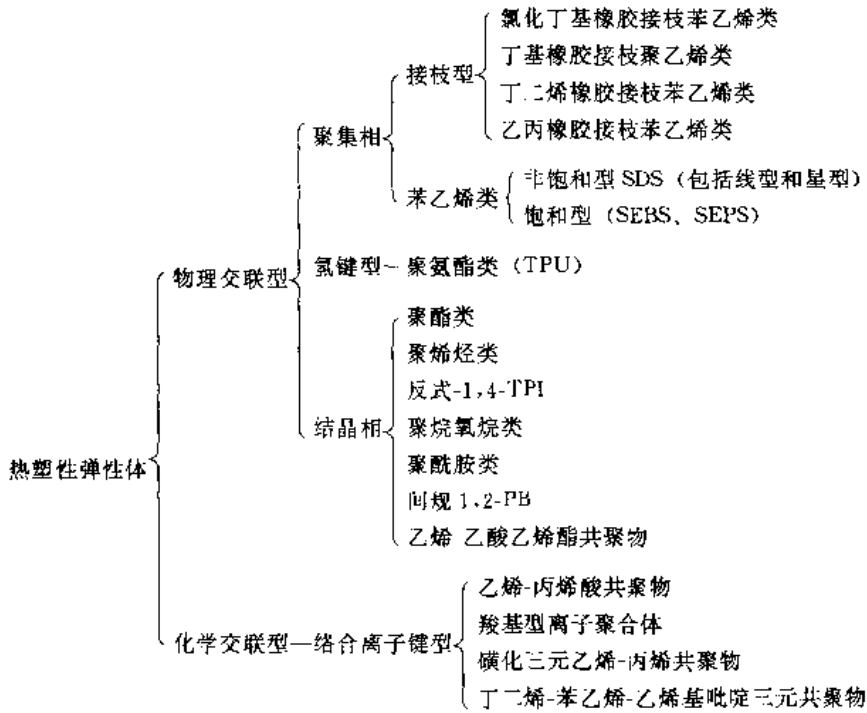 氯化丁基橡胶接枝苯乙烯类
丁基橡胶接枝聚乙烯类
接枝型
丁二烯橡胶接枝苯乙烯类
乙丙橡胶接枝苯乙烯类
聚集相
非饱和型 SDS（包括线型和星型）
苯乙烯类
饱和型（SEBS、SEPS）
物理交联型
氢键型—聚氨酯类（TPU）
聚酯类
聚烯烃类
反式-1,4-TPI
结晶相
聚烷氧烷类
聚酰胺类
间规 1,2-PB
乙烯 乙酸乙烯酯共聚物
热塑性弹性体
乙烯-丙烯酸共聚物
羧基型离子聚合体
化学交联型—络合离子键型
磺化三元乙烯-丙烯共聚物
丁二烯-苯乙烯-乙烯基吡啶三元共聚物